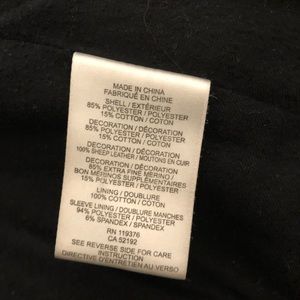 MADE IN CHINA
FABRIQUÉ EN CHINE
SHELL / EXTÉRIEUR
85% POLYESTER / POLYESTER
15% COTTON / COTON
DECORATION / DÉCORATION
85% POLYESTER / POLYESTER
15% COTTON / COTON
DECORATION / DÉCORATION
100% SHEEP LEATHER / MOUTONS EN CUIR
DECORATION / DÉCORATION
85% EXTRA FINE MERINO /
BON MÉRINOS SUPPLÉMENTAIRES
15% POLYESTER / POLYESTER
LINING / DOUBLURE
100% COTTON / COTON
SLEEVE LINING / DOUBLURE MANCHES
94% POLYESTER / POLYESTER
6% SPANDEX / SPANDEX
RN 119376
CA 52192
SEE REVERSE SIDE FOR CARE
INSTRUCTION
DIRECTIVE D'ENTRETIEN AU VERSO